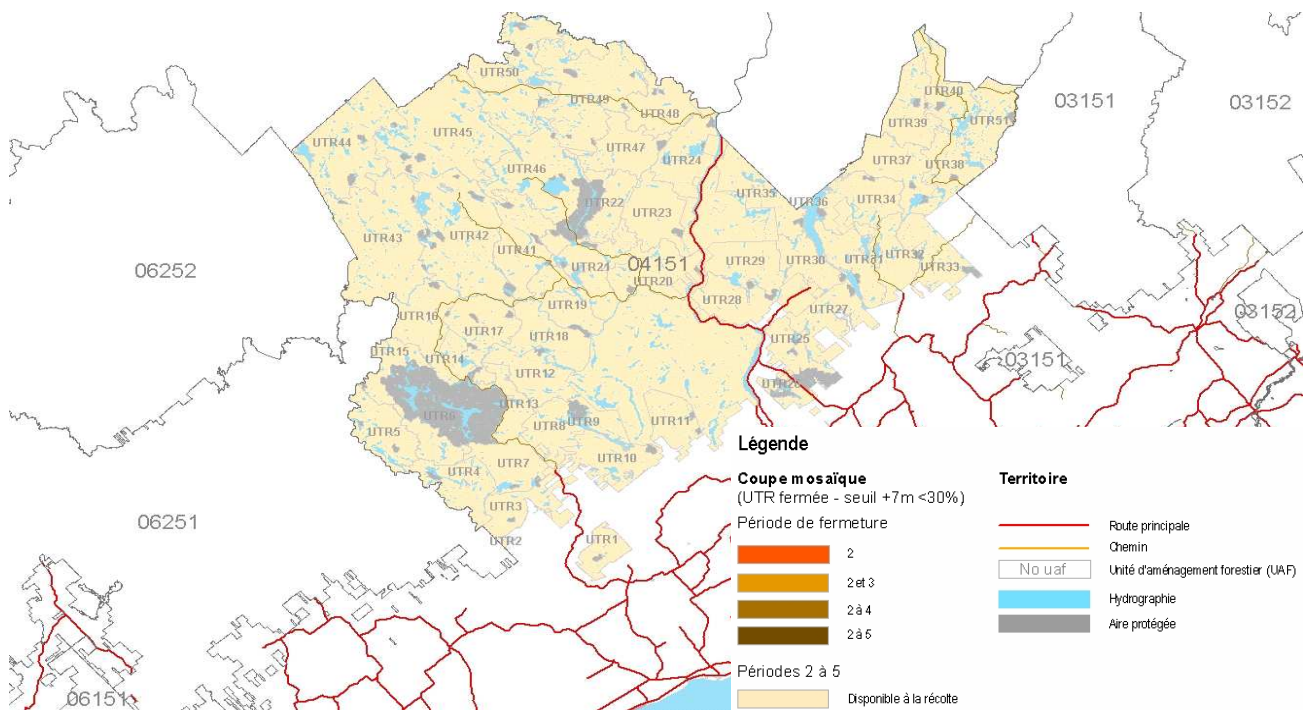 UTR50
UTR49
UTR48
UTR40
03151
03152
UTR51
UTR44
UTR45
UTR47
UTR39
UTR24
UTR46
UTR37
UTR38
UTR35
UTR22
UTR23
UTR36
UTR34
UTR43
UTR42
UTR41
06252
UTR21
04151
UTR20
UTR29
UTR30
UTR31
UTR32
UTR33
UTR28
UTR19
UTR27
UTR16
UTR17
UTR18
03152
UTR15
UTR14
UTR25
03151
UTR12
UTR6
UTR13
UTR5
UTR8
UTR9
UTR11
UTR10
UTR4
UTR7
UTR3
UTR2
UTR1
06251
06151
Légende
Coupe mosaïque
(UTR fermée - seuil +7m <30%)
Période de fermeture
2
2 et 3
2 à 4
2 à 5
Périodes 2 à 5
Disponible à la récolte
Territoire
Route principale
Chemin
No uaf
Unité d'aménagement forestier (UAF)
Hydrographie
Aire protégée